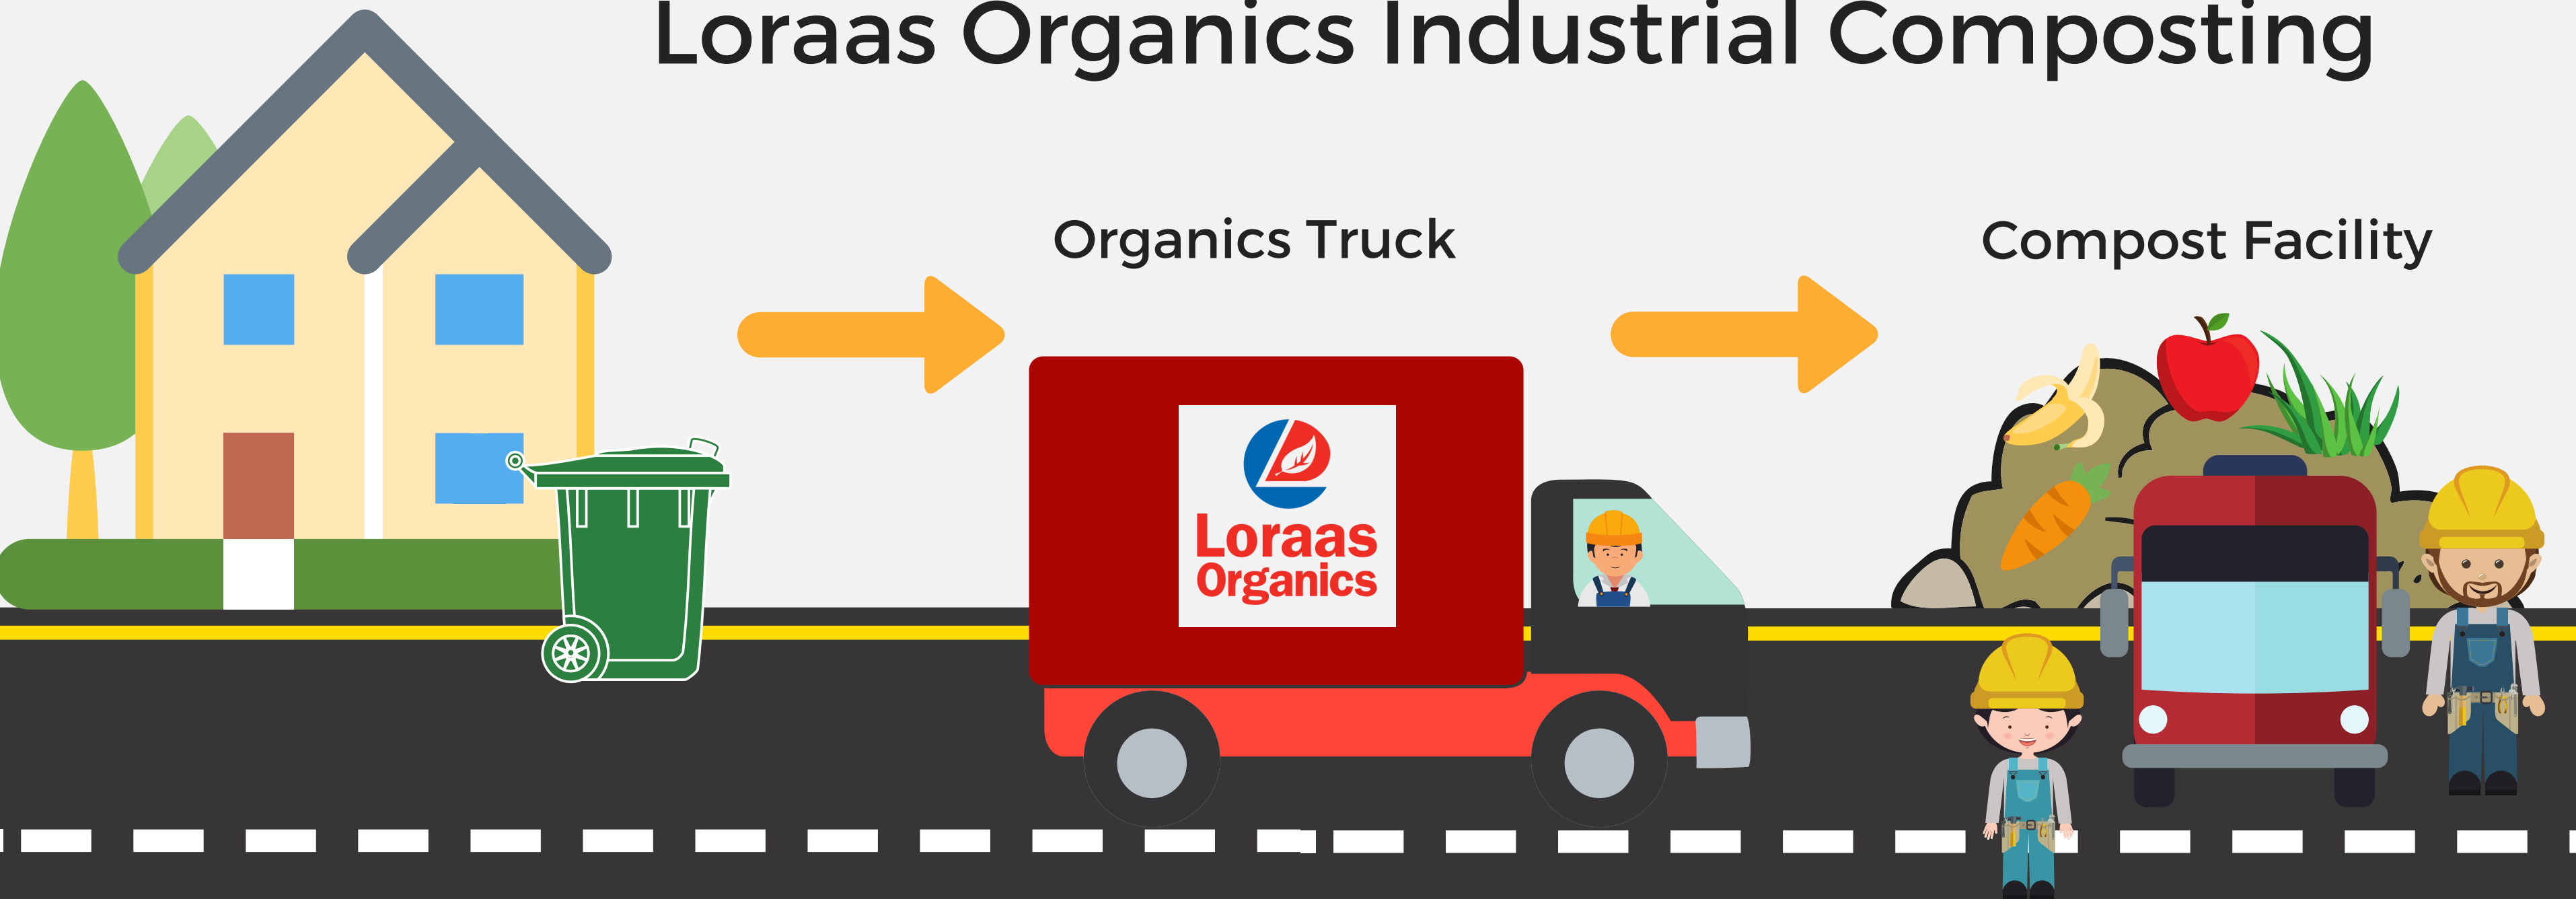 Loraas Organics Industrial Composting
Organics Truck
Compost Facility
Loraas
Organics